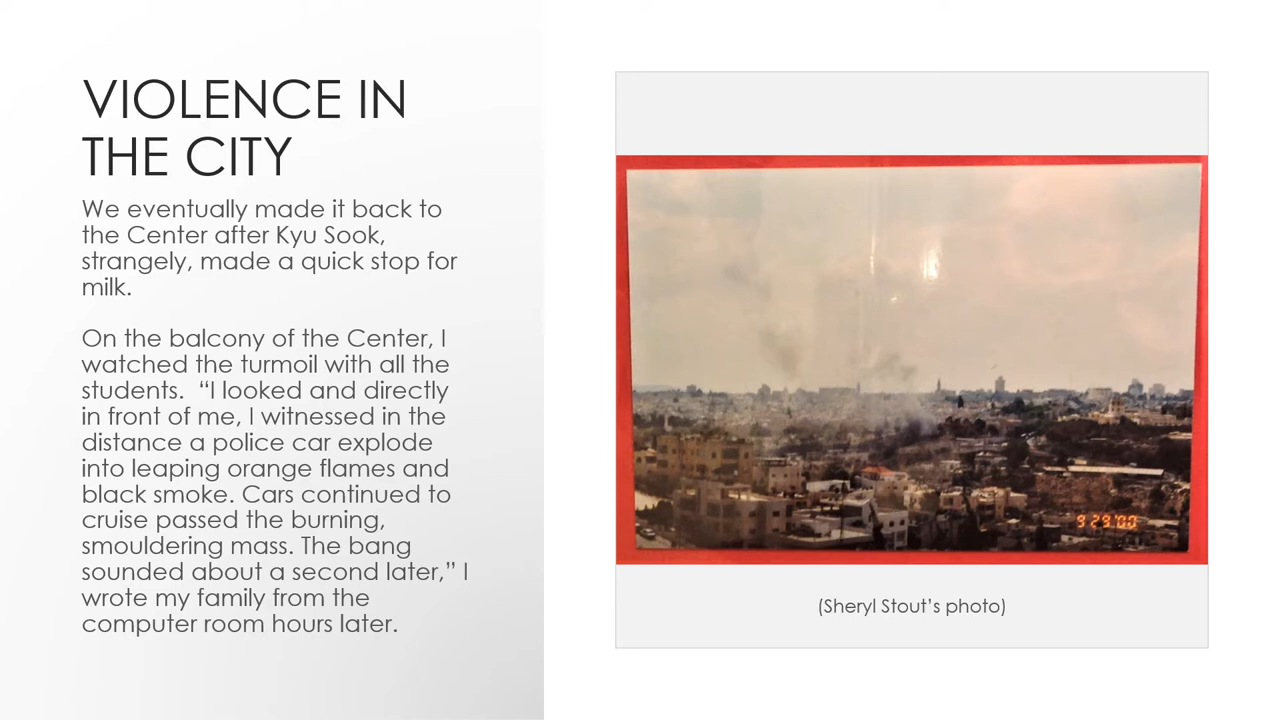 VIOLENCE IN
THE CITY
We eventually made it back to
the Center after Kyu Sook,
strangely, made a quick stop for
milk.
On the balcony of the Center, I
watched the turmoil with all the
students.  “I looked and directly
in front of me, I witnessed in the
distance a police car explode
into leaping orange flames and
black smoke. Cars continued to
cruise passed the burning,
smouldering mass. The bang
sounded about a second later,” I
wrote my family from the
computer room hours later.
9 29'00
(Sheryl Stout’s photo)